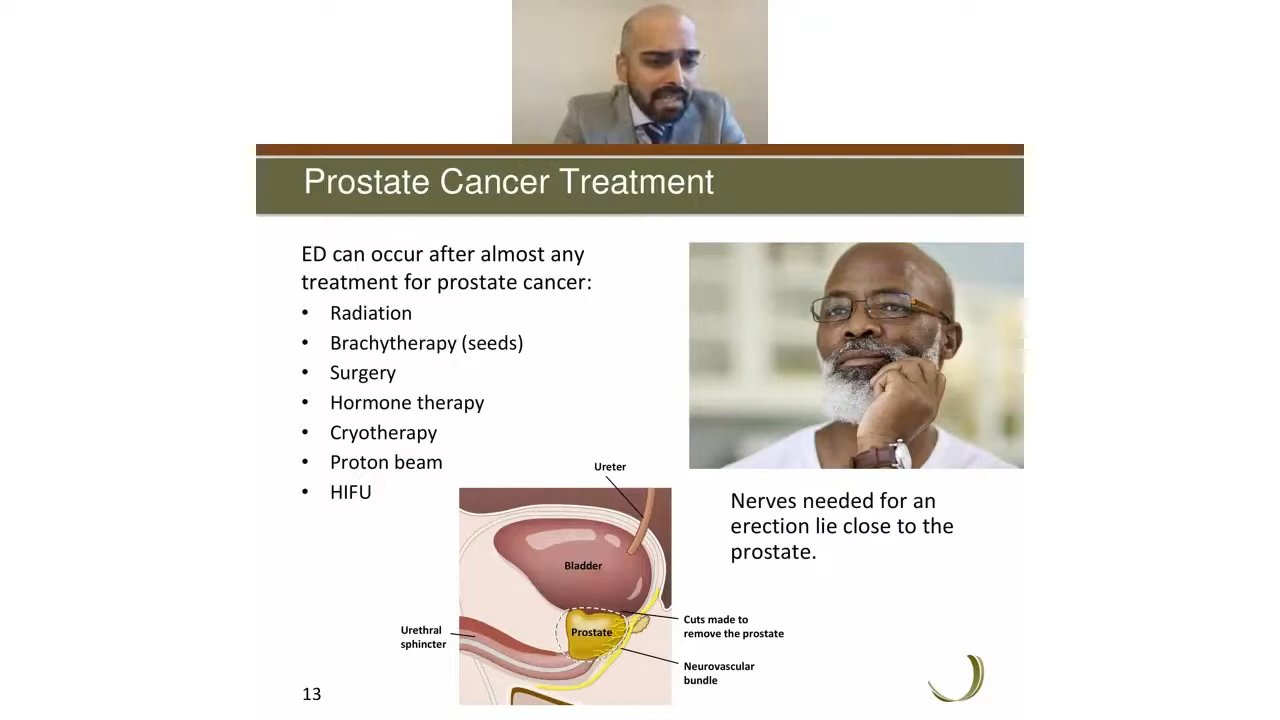 Prostate Cancer Treatment
ED can occur after almost any
treatment for prostate cancer:
• Radiation
• Brachytherapy (seeds)
• Surgery
• Hormone therapy
• Cryotherapy
• Proton beam
• HIFU
Ureter
Bladder
Prostate
Urethral
sphincter
Cuts made to
remove the prostate
Neurovascular
bundle
Nerves needed for an
erection lie close to the
prostate.
13